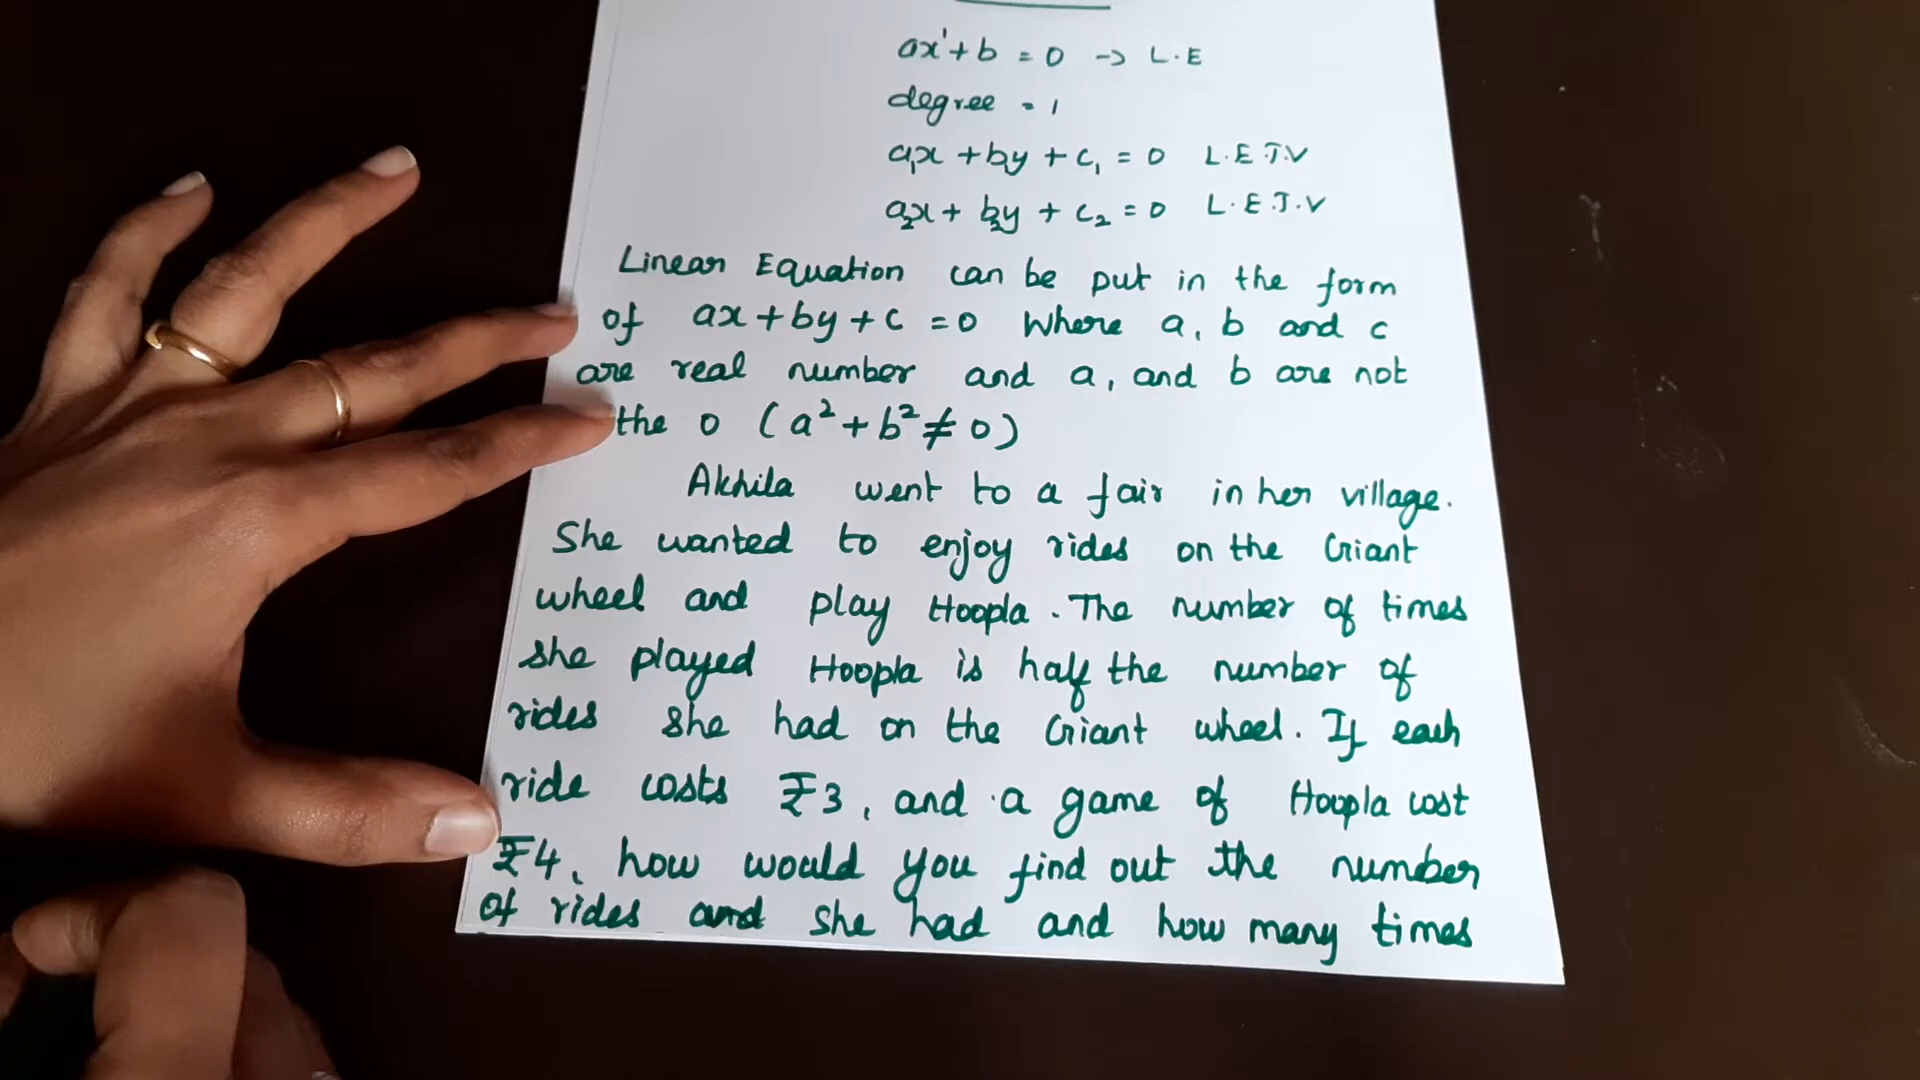 ax¹ + b = 0 -> L.E
degree = 1
a₁x + b₁y + c₁ = 0 L.E.T.V
a₂x + b₂y + c₂ = 0 L.E.T.V
Linear Equation can be put in the form
of ax + by + c = 0 Where a, b and c
are real number and a, and b are not
the 0 (a² + b² ≠ 0)
Akhila went to a fair in her village.
She wanted to enjoy rides on the Giant
wheel and play Hoopla. The number of times
she played Hoopla is half the number of
rides she had on the Giant wheel. If each
ride costs ₹3, and a game of Hoopla cost
₹4, how would you find out the number
of rides and she had and how many times